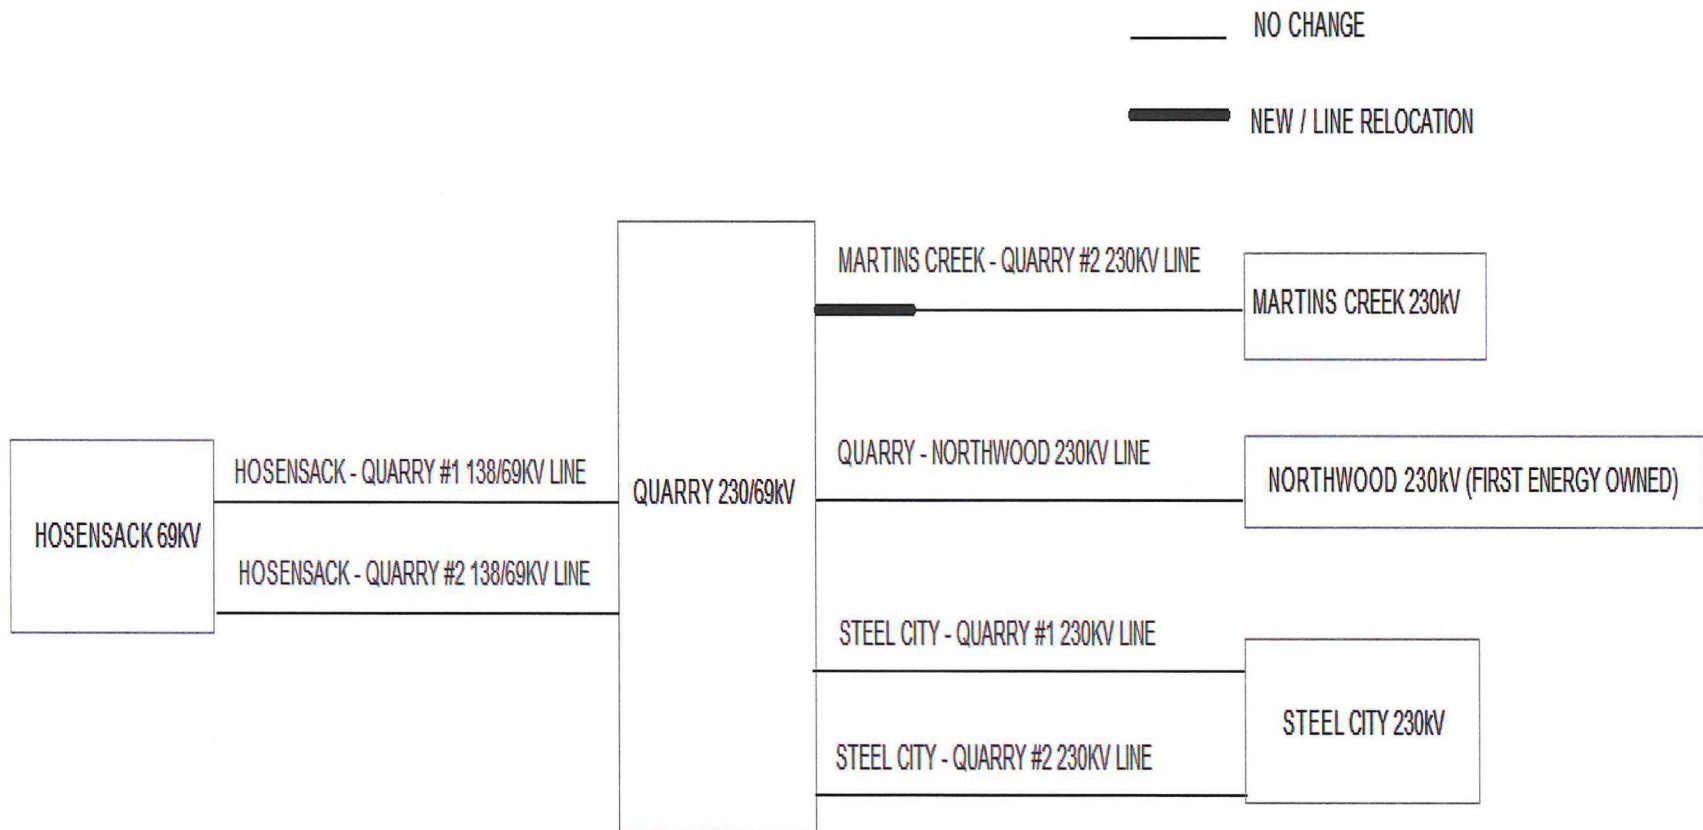 NO CHANGE
NEW / LINE RELOCATION
MARTINS CREEK - QUARRY #2 230KV LINE
MARTINS CREEK 230kV
QUARRY - NORTHWOOD 230KV LINE
NORTHWOOD 230kV (FIRST ENERGY OWNED)
HOSENSACK - QUARRY #1 138/69KV LINE
QUARRY 230/69kV
HOSENSACK 69KV
HOSENSACK - QUARRY #2 138/69KV LINE
STEEL CITY - QUARRY #1 230KV LINE
STEEL CITY 230kV
STEEL CITY - QUARRY #2 230KV LINE